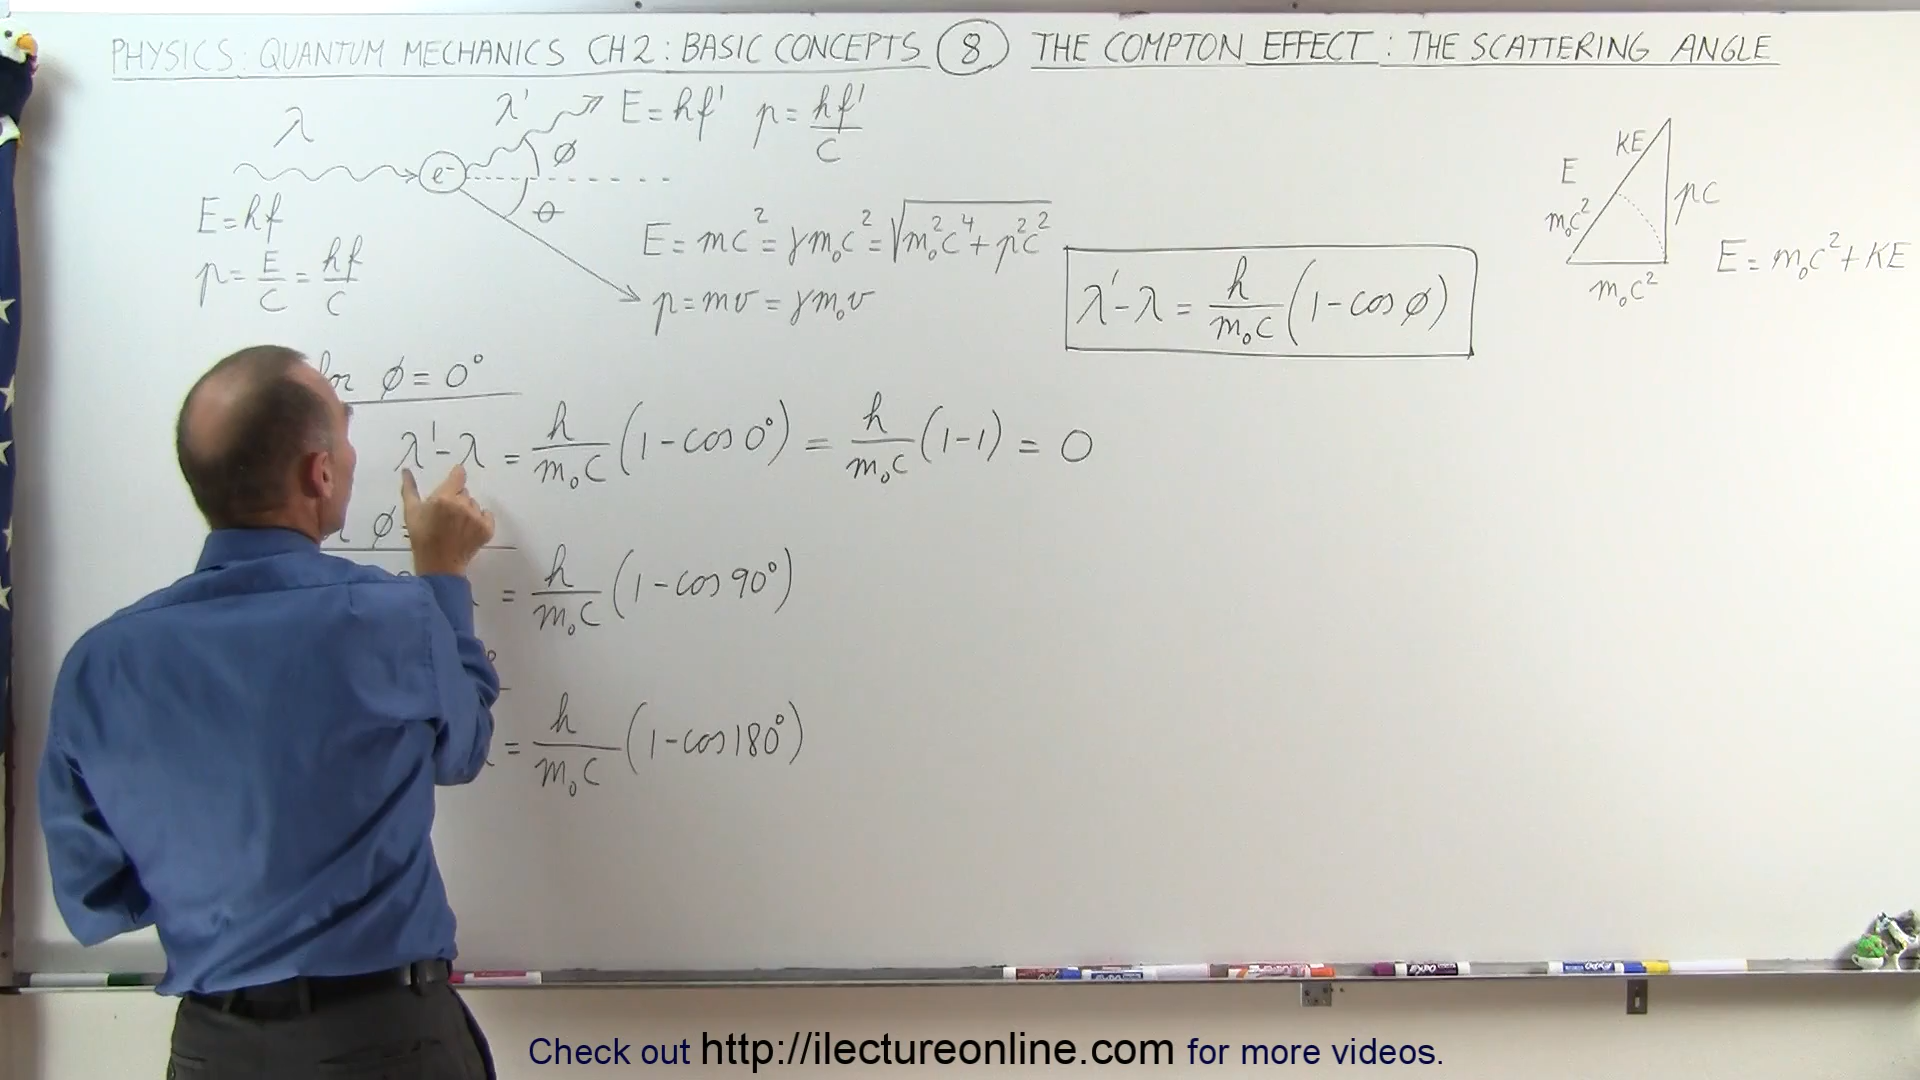 PHYSICS: QUANTUM MECHANICS CH2: BASIC CONCEPTS 8 THE COMPTON EFFECT: THE SCATTERING ANGLE
λ
λ'
E = hf' p = hf'/c
φ
e⁻
θ
E = hf
p = E/c = hf/c
E = mc² = γm₀c² = √(m₀²c⁴ + p²c²)
p = mv = γm₀v
λ' - λ = h/m₀c (1 - cos φ)
KE
E
m₀c²
pc
m₀c²
E = m₀c² + KE
for φ = 0°
λ' - λ = h/m₀c (1 - cos 0°) = h/m₀c (1-1) = 0
φ
= h/m₀c (1 - cos 90°)
= h/m₀c (1 - cos 180°)
EXPO
Check out http://ilectureonline.com for more videos.